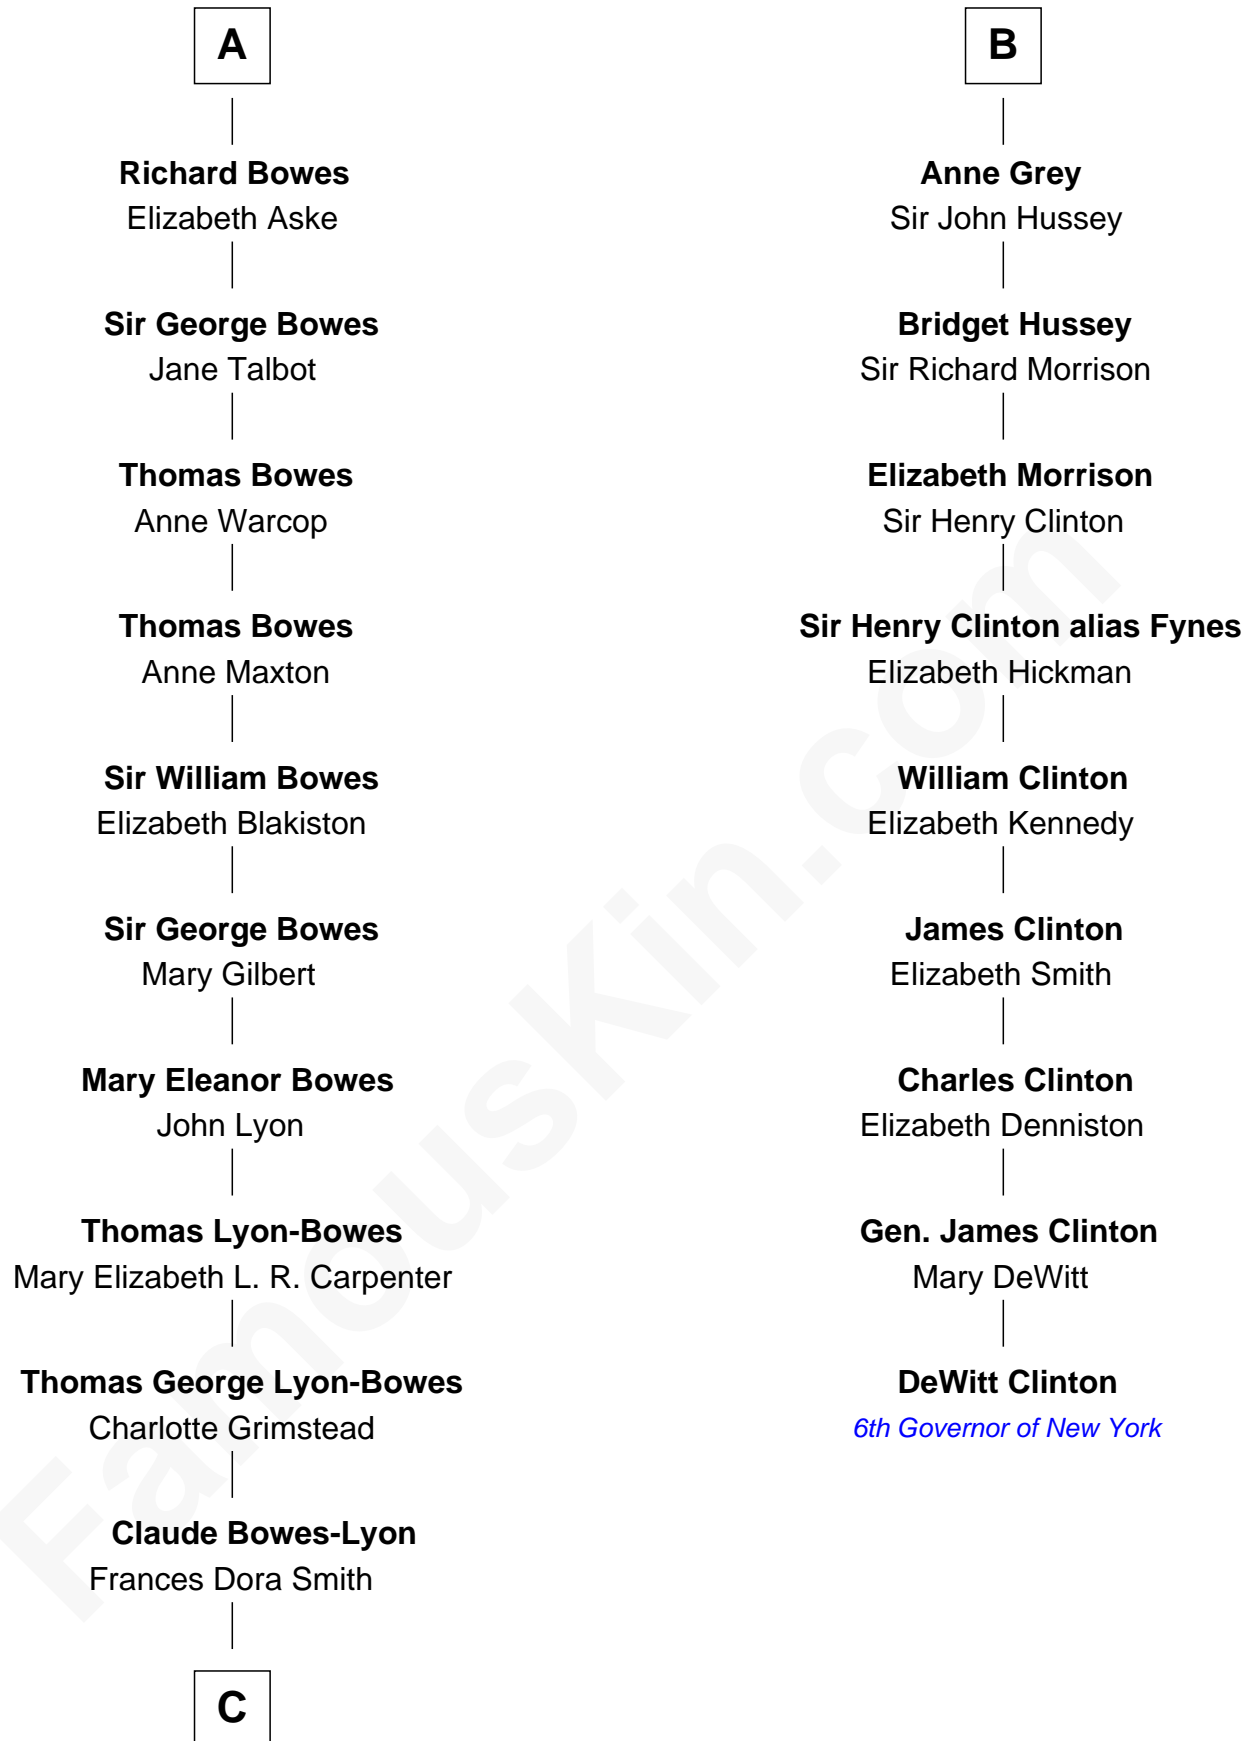 A
Richard Bowes
Elizabeth Aske
Sir George Bowes
Jane Talbot
Thomas Bowes
Anne Warcop
Thomas Bowes
Anne Maxton
Sir William Bowes
Elizabeth Blakiston
Sir George Bowes
Mary Gilbert
Mary Eleanor Bowes
John Lyon
Thomas Lyon-Bowes
Mary Elizabeth L. R. Carpenter
Thomas George Lyon-Bowes
Charlotte Grimstead
Claude Bowes-Lyon
Frances Dora Smith
C
B
Anne Grey
Sir John Hussey
Bridget Hussey
Sir Richard Morrison
Elizabeth Morrison
Sir Henry Clinton
Sir Henry Clinton alias Fynes
Elizabeth Hickman
William Clinton
Elizabeth Kennedy
James Clinton
Elizabeth Smith
Charles Clinton
Elizabeth Denniston
Gen. James Clinton
Mary DeWitt
DeWitt Clinton
6th Governor of New York
FamousKin.com